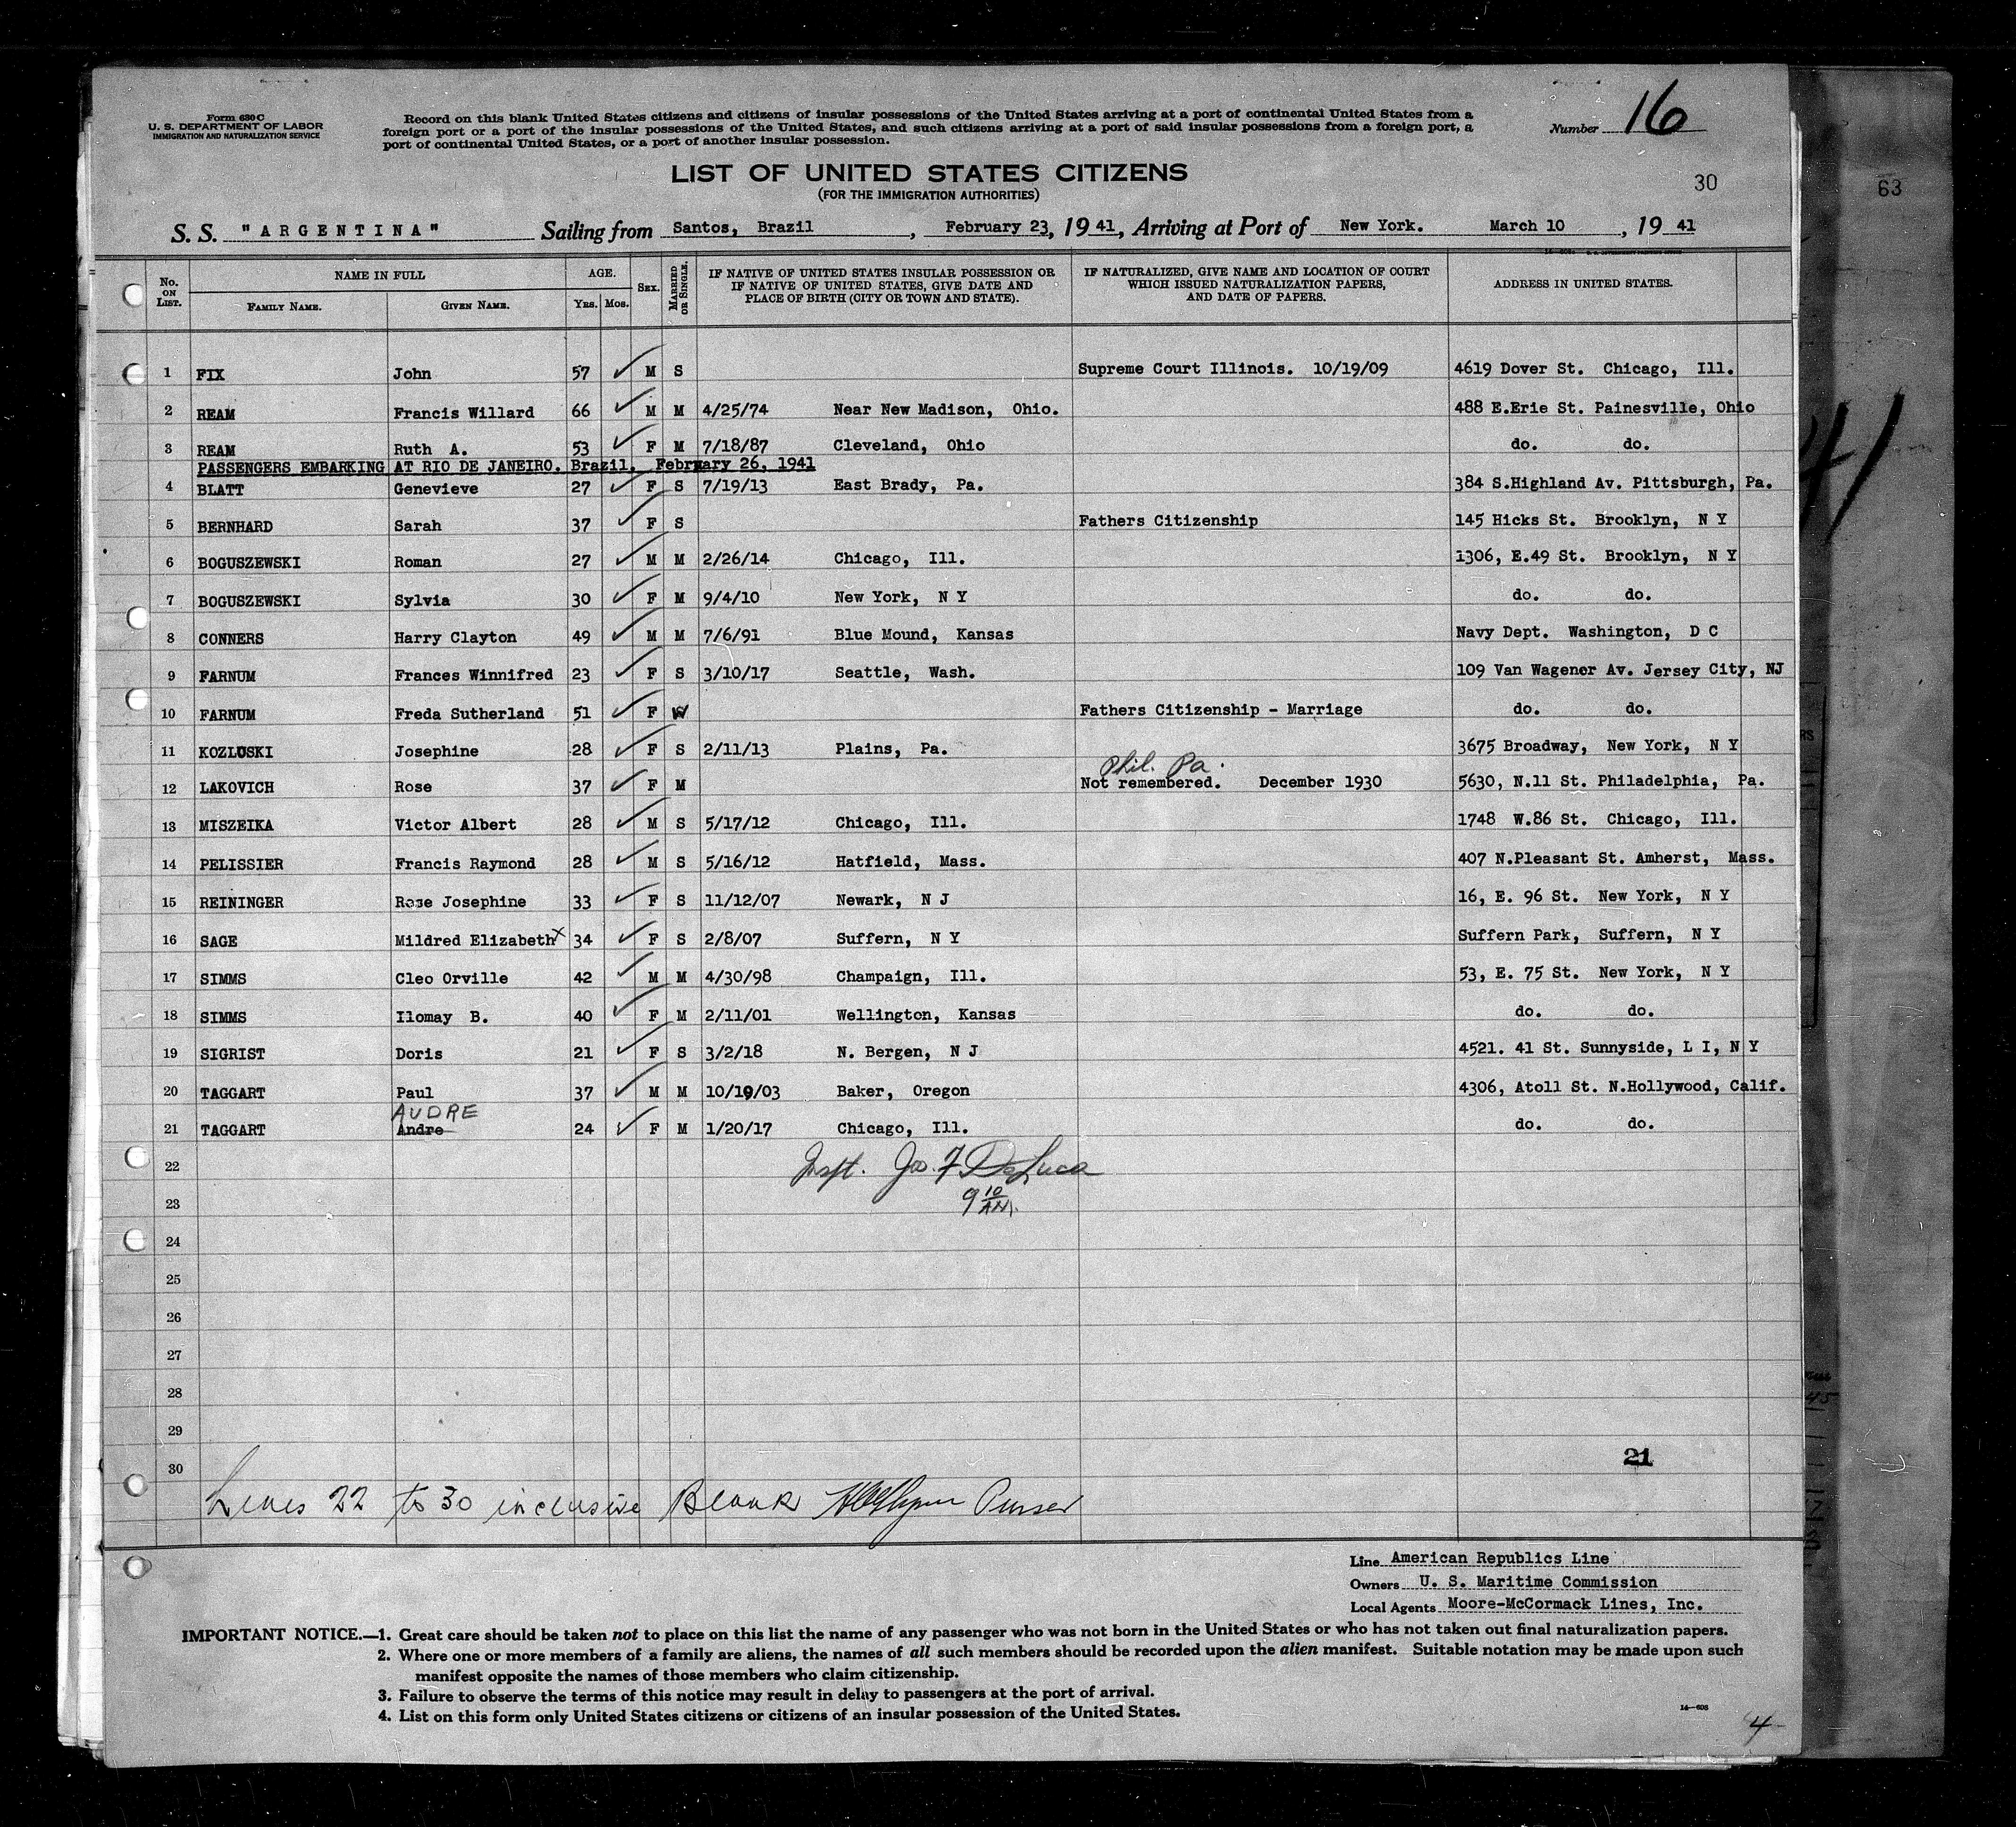 Form 630 C
U. S. DEPARTMENT OF LABOR
IMMIGRATION AND NATURALIZATION SERVICE
Record on this blank United States citizens and citizens of insular possessions of the United States arriving at a port of continental United States from a
foreign port or a port of the insular possessions of the United States, and such citizens arriving at a port of said insular possessions from a foreign port, a
port of continental United States, or a port of another insular possession.
Number 16
LIST OF UNITED STATES CITIZENS
(FOR THE IMMIGRATION AUTHORITIES)
30
63
S. S. "ARGENTINA" Sailing from Santos, Brazil, February 23, 1941, Arriving at Port of New York. March 10, 1941
No. ON LIST. NAME IN FULL FAMILY NAME. GIVEN NAME. AGE. YRS. MOS. SEX. MARRIED OR SINGLE. IF NATIVE OF UNITED STATES INSULAR POSSESSION OR IF NATIVE OF UNITED STATES, GIVE DATE AND PLACE OF BIRTH (CITY OR TOWN AND STATE). IF NATURALIZED, GIVE NAME AND LOCATION OF COURT WHICH ISSUED NATURALIZATION PAPERS, AND DATE OF PAPERS. ADDRESS IN UNITED STATES.
1 FIX John 57 M S Supreme Court Illinois. 10/19/09 4619 Dover St. Chicago, Ill.
2 REAM Francis Willard 66 M M 4/25/74 Near New Madison, Ohio. 488 E.Erie St. Painesville, Ohio
3 REAM Ruth A. 53 F M 7/18/87 Cleveland, Ohio do. do.
PASSENGERS EMBARKING AT RIO DE JANEIRO. Brazil. February 26, 1941
4 BLATT Genevieve 27 F S 7/19/13 East Brady, Pa. 384 S.Highland Av. Pittsburgh, Pa.
5 BERNHARD Sarah 37 F S Fathers Citizenship 145 Hicks St. Brooklyn, N Y
6 BOGUSZEWSKI Roman 27 M M 2/26/14 Chicago, Ill. 1306, E.49 St. Brooklyn, N Y
7 BOGUSZEWSKI Sylvia 30 F M 9/4/10 New York, N Y do. do.
8 CONNERS Harry Clayton 49 M M 7/6/91 Blue Mound, Kansas Navy Dept. Washington, D C
9 FARNUM Frances Winnifred 23 F S 3/10/17 Seattle, Wash. 109 Van Wagener Av. Jersey City, NJ
10 FARNUM Freda Sutherland 51 F W Fathers Citizenship - Marriage do. do.
11 KOZLOSKI Josephine 28 F S 2/11/13 Plains, Pa. 3675 Broadway, New York, N Y
Phil. Pa.
12 LAKOVICH Rose 37 F M Not remembered. December 1930 5630, N.11 St. Philadelphia, Pa.
13 MISZEIKA Victor Albert 28 M S 5/17/12 Chicago, Ill. 1748 W.86 St. Chicago, Ill.
14 PELISSIER Francis Raymond 28 M S 5/16/12 Hatfield, Mass. 407 N.Pleasant St. Amherst, Mass.
15 REININGER Rose Josephine 33 F S 11/12/07 Newark, N J 16, E. 96 St. New York, N Y
16 SAGE Mildred Elizabeth x 34 F S 2/8/07 Suffern, N Y Suffern Park, Suffern, N Y
17 SIMMS Cleo Orville 42 M M 4/30/98 Champaign, Ill. 53, E. 75 St. New York, N Y
18 SIMMS Ilomay B. 40 F M 2/11/01 Wellington, Kansas do. do.
19 SIGRIST Doris 21 F S 3/2/18 N. Bergen, N J 4521. 41 St. Sunnyside, L I, N Y
20 TAGGART Paul 37 M M 10/19/03 Baker, Oregon 4306, Atoll St. N.Hollywood, Calif.
AUDRE
21 TAGGART Andre 24 F M 1/20/17 Chicago, Ill. do. do.
22 Inspt. Jos. F DeLuca
23 9 10 AM.
24
25
26
27
28
29
30
21
Lines 22 to 30 inclusive Blank Purser
Line American Republics Line
Owners U. S. Maritime Commission
Local Agents Moore-McCormack Lines, Inc.
IMPORTANT NOTICE.—1. Great care should be taken not to place on this list the name of any passenger who was not born in the United States or who has not taken out final naturalization papers.
2. Where one or more members of a family are aliens, the names of all such members should be recorded upon the alien manifest. Suitable notation may be made upon such
manifest opposite the names of those members who claim citizenship.
3. Failure to observe the terms of this notice may result in delay to passengers at the port of arrival.
4. List on this form only United States citizens or citizens of an insular possession of the United States.
14—608
4